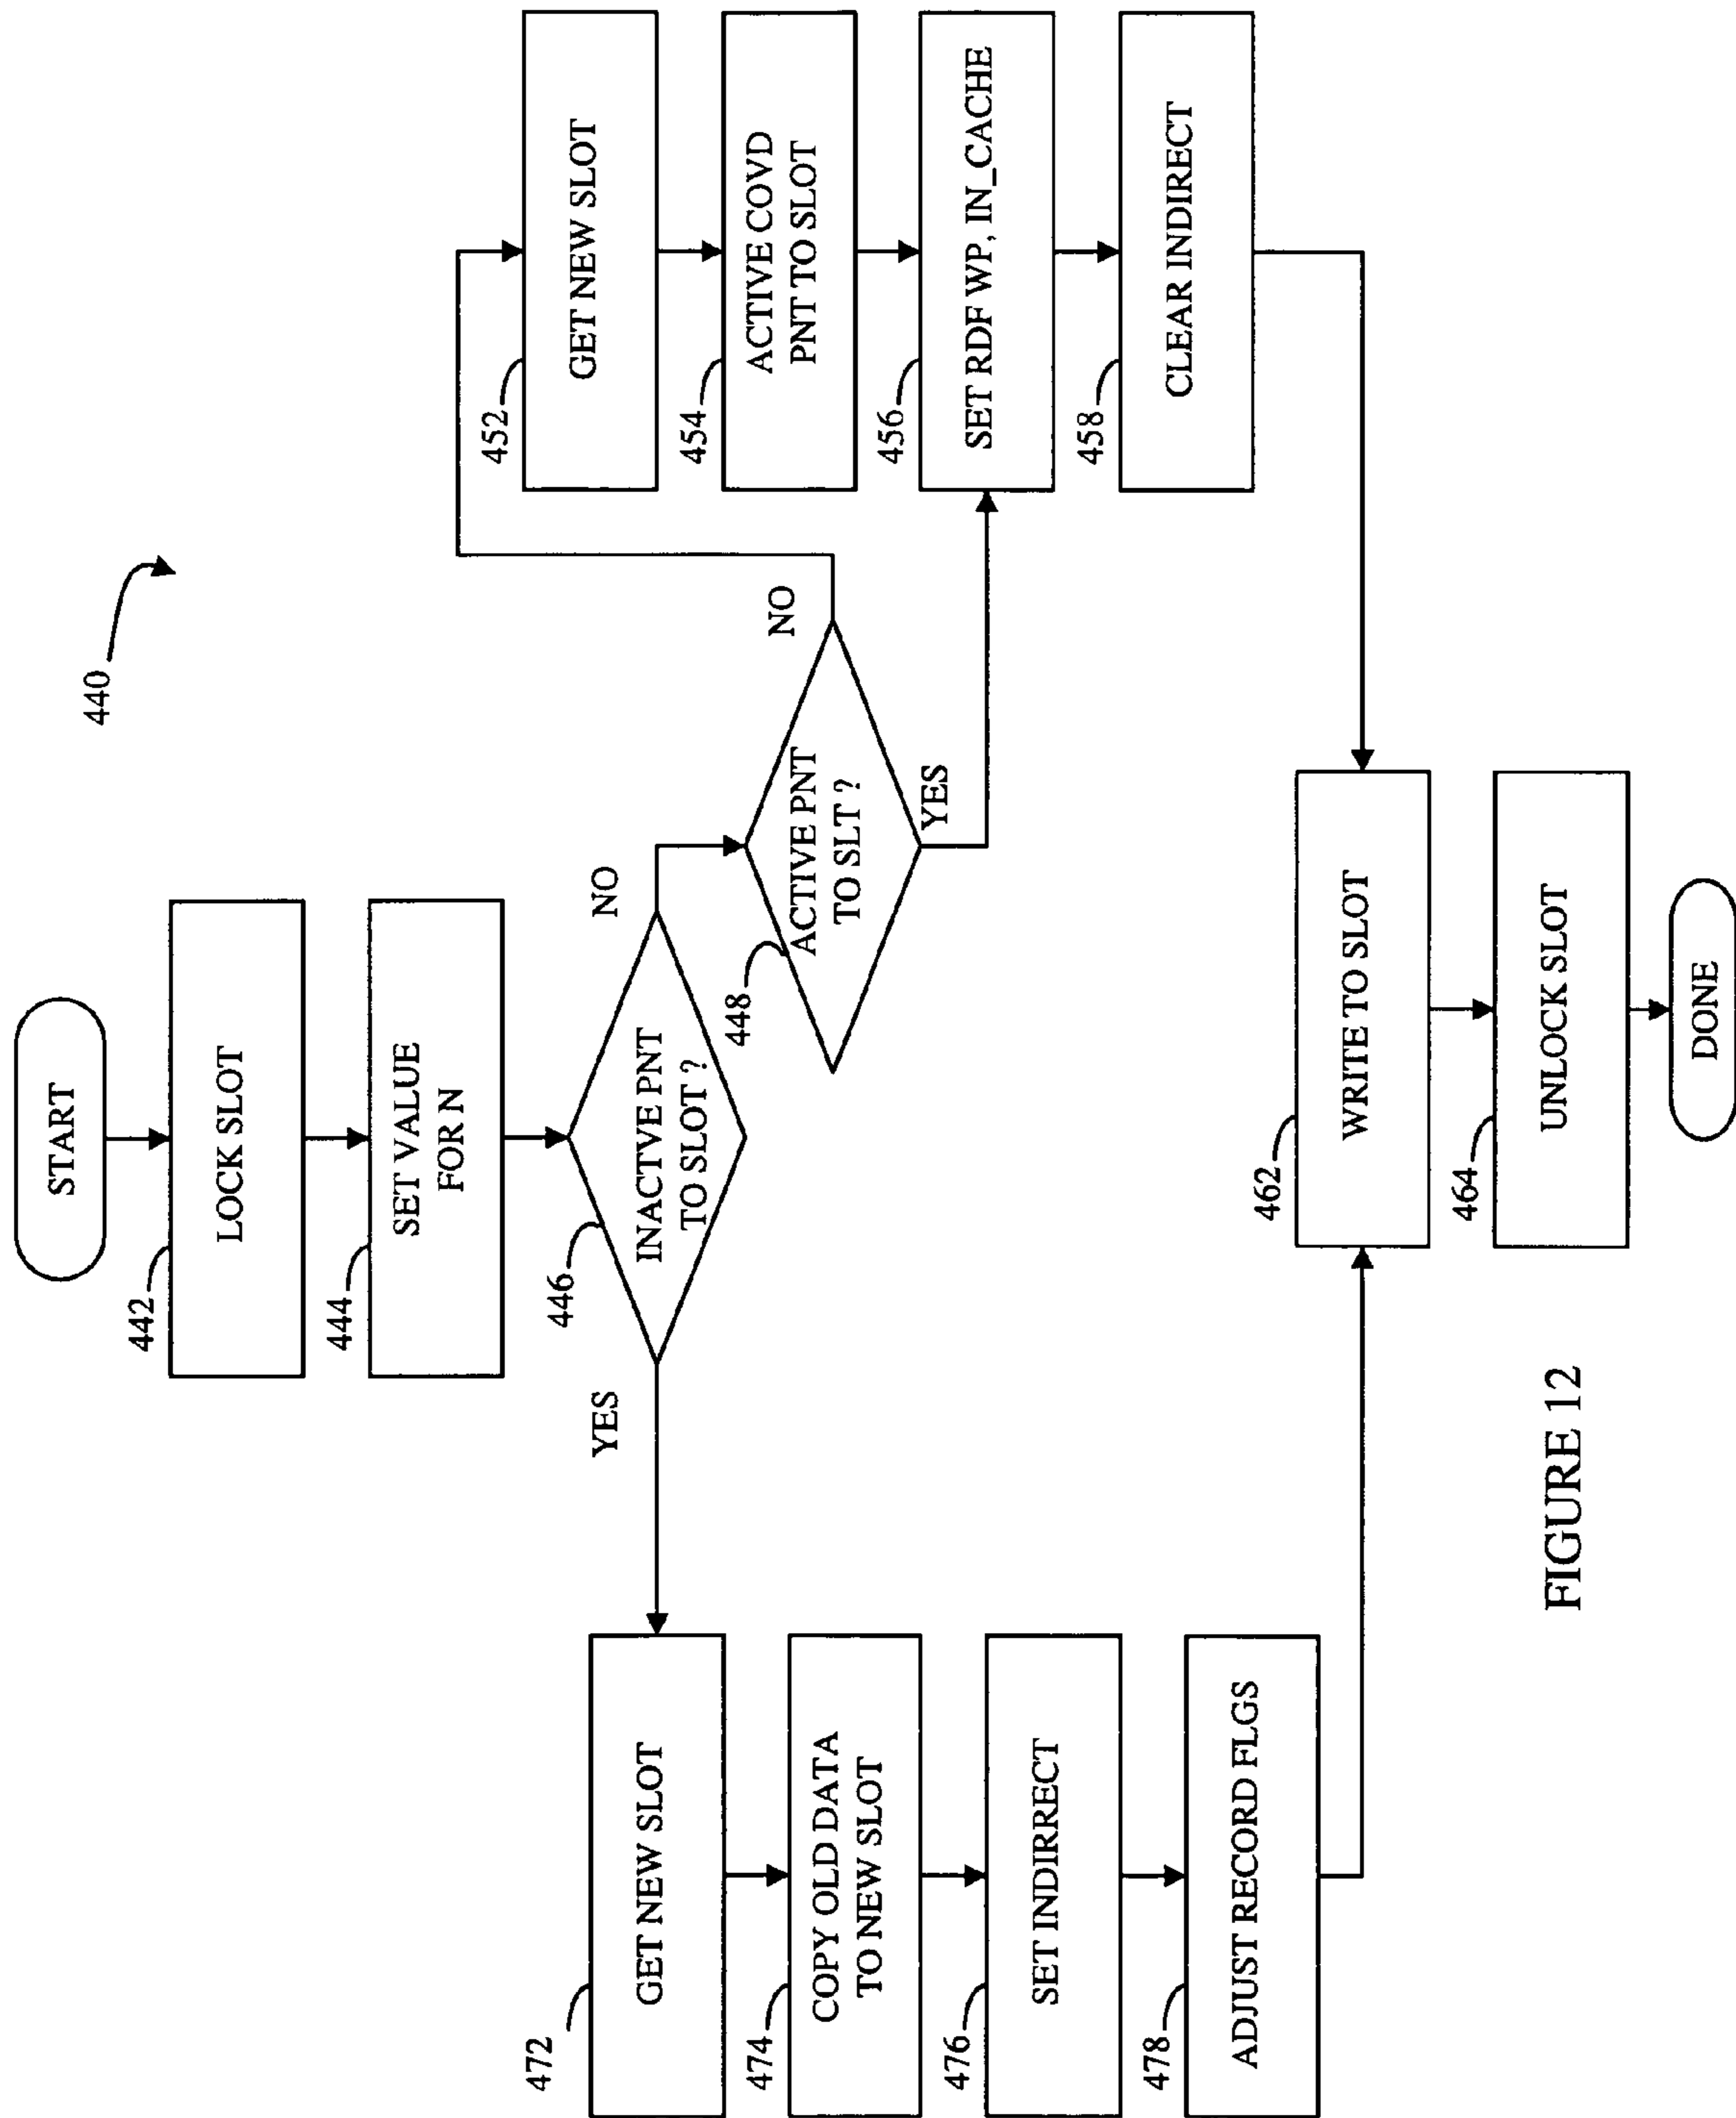 440
START
442
LOCK SLOT
444
SET VALUE
FOR N
446
INACTVE PNT
TO SLOT ?
YES
NO
448
ACTIVE PNT
TO SLT ?
NO
YES
452
GET NEW SLOT
454
ACTIVE COVD
PNT TO SLOT
456
SET RDF WP, IN_CACHE
458
CLEAR INDIRECT
472
GET NEW SLOT
474
COPY OLD DATA
TO NEW SLOT
476
SET INDIRRECT
478
ADJUST RECORD FLGS
462
WRITE TO SLOT
464
UNLOCK SLOT
DONE
FIGURE 12